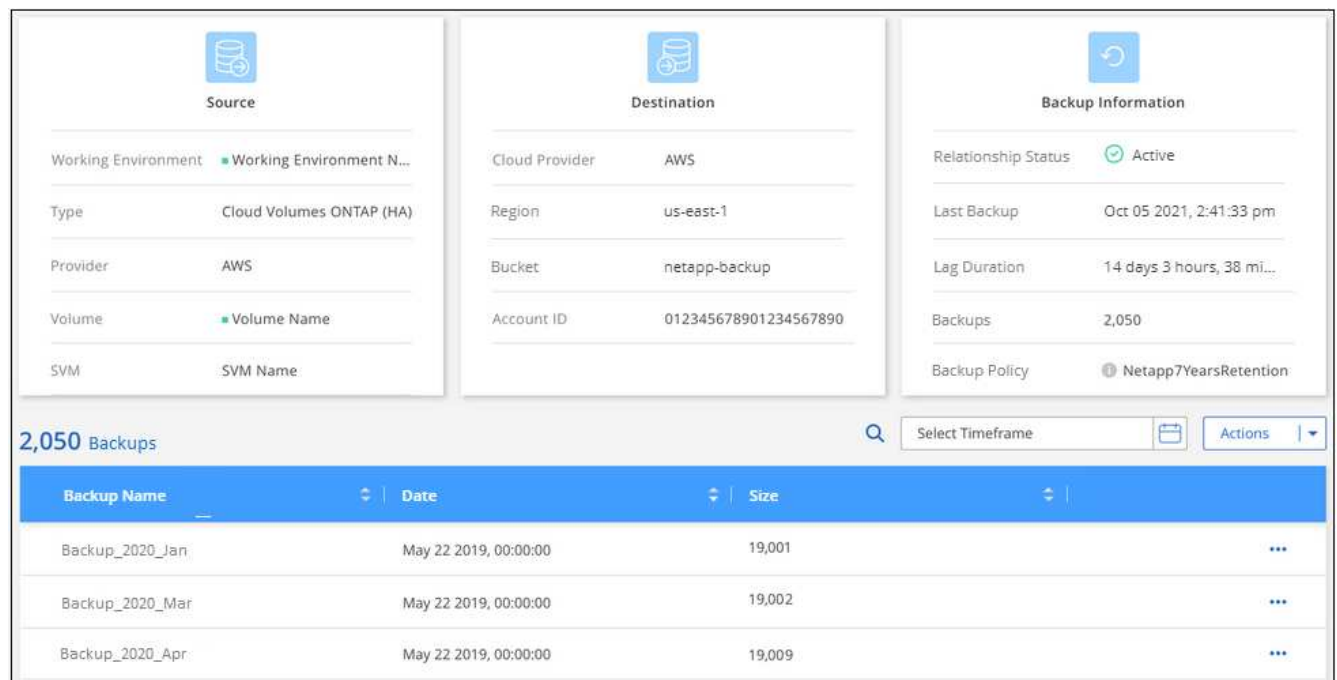 Source
Working Environment Working Environment N...
Type Cloud Volumes ONTAP (HA)
Provider AWS
Volume Volume Name
SVM SVM Name
Destination
Cloud Provider AWS
Region us-east-1
Bucket netapp-backup
Account ID 012345678901234567890
Backup Information
Relationship Status Active
Last Backup Oct 05 2021, 2:41:33 pm
Lag Duration 14 days 3 hours, 38 mi...
Backups 2,050
Backup Policy Netapp7YearsRetention
2,050 Backups
Select Timeframe
Actions
Backup Name Date Size
Backup_2020_Jan May 22 2019, 00:00:00 19,001
Backup_2020_Mar May 22 2019, 00:00:00 19,002
Backup_2020_Apr May 22 2019, 00:00:00 19,009